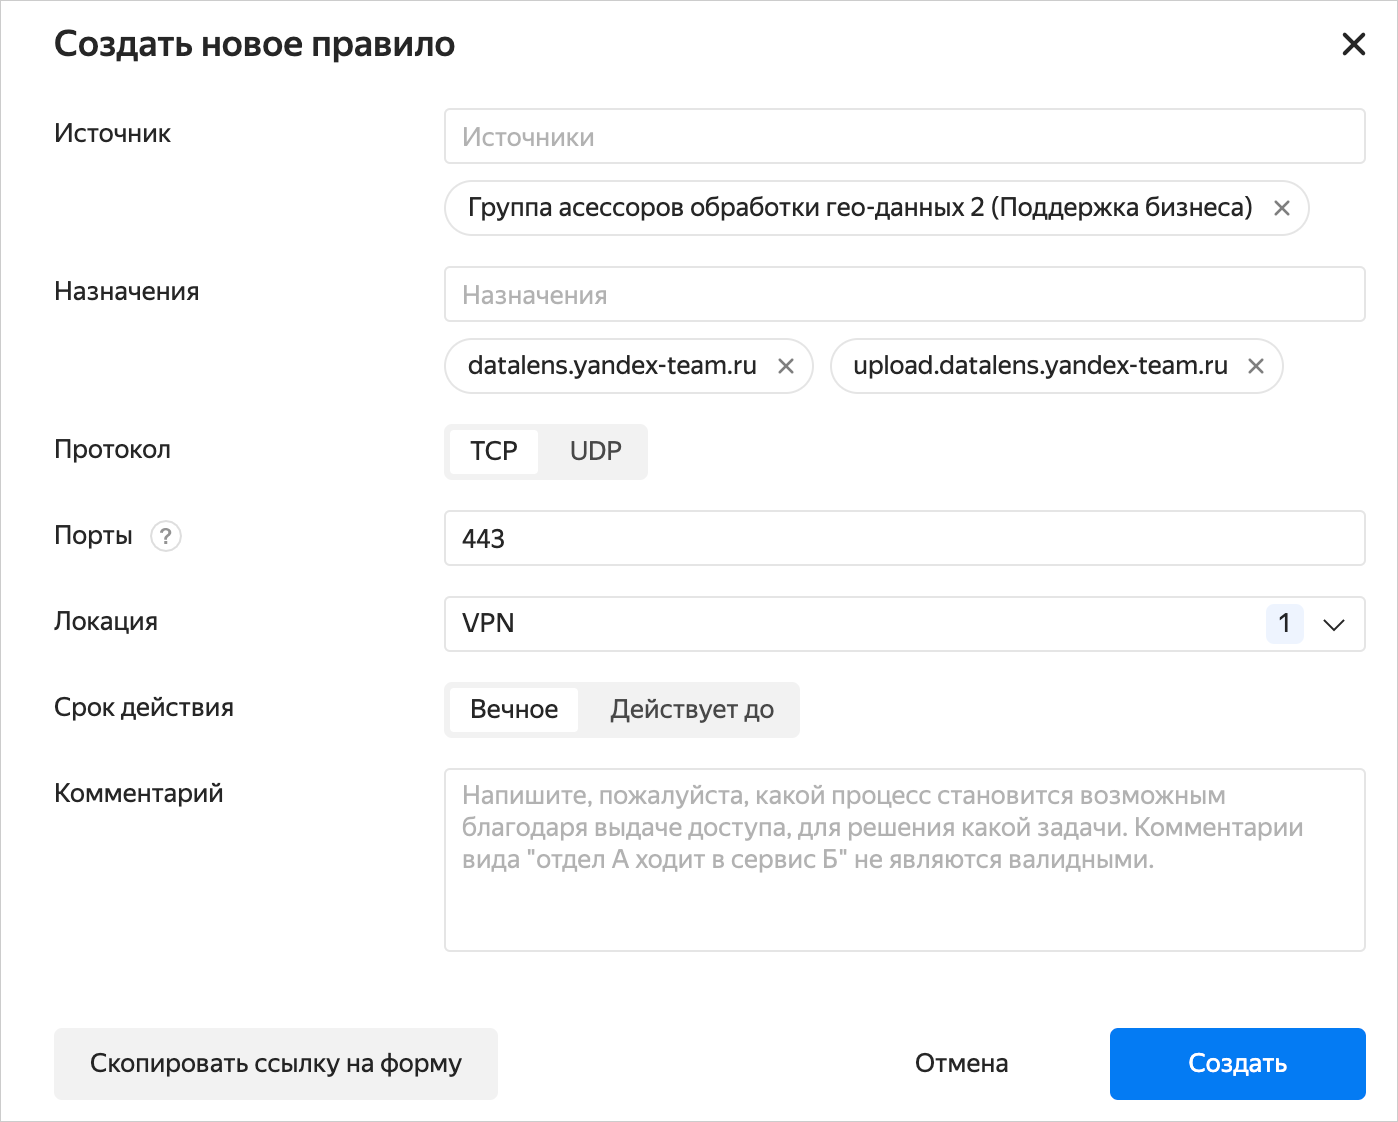 Создать новое правило
Источник
Источники
Группа асессоров обработки гео-данных 2 (Поддержка бизнеса)
Назначения
Назначения
datalens.yandex-team.ru
upload.datalens.yandex-team.ru
Протокол
TCP
UDP
Порты ?
443
Локация
VPN
1
Срок действия
Вечное
Действует до
Комментарий
Напишите, пожалуйста, какой процесс становится возможным
благодаря выдаче доступа, для решения какой задачи. Комментарии
вида "отдел А ходит в сервис Б" не являются валидными.
Скопировать ссылку на форму
Отмена
Создать